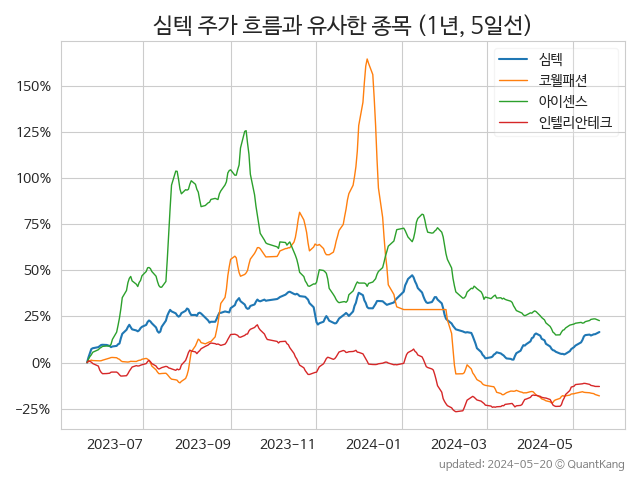 심텍 주가 흐름과 유사한 종목 (1년, 5일선)
심텍
코웰패션
아이센스
인텔리안테크
150%
125%
100%
75%
50%
25%
0%
−25%
2023-07 2023-09 2023-11 2024-01 2024-03 2024-05
updated: 2024-05-20 © QuantKang